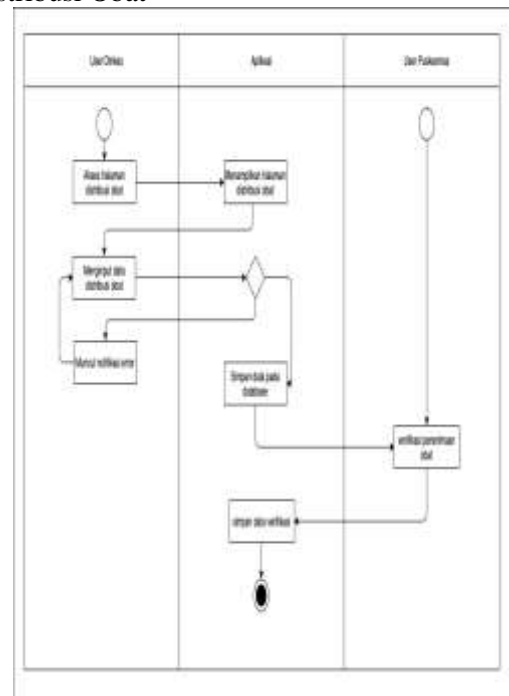 User Dinkes
Aplikasi
User Puskesmas
Akses halaman
distribusi obat
Menampilkan halaman
distribusi obat
Menginput data
distribusi obat
Muncul notifikasi error
Simpan data pada
database
verifikasi penerimaan
obat
simpan data verifikasi